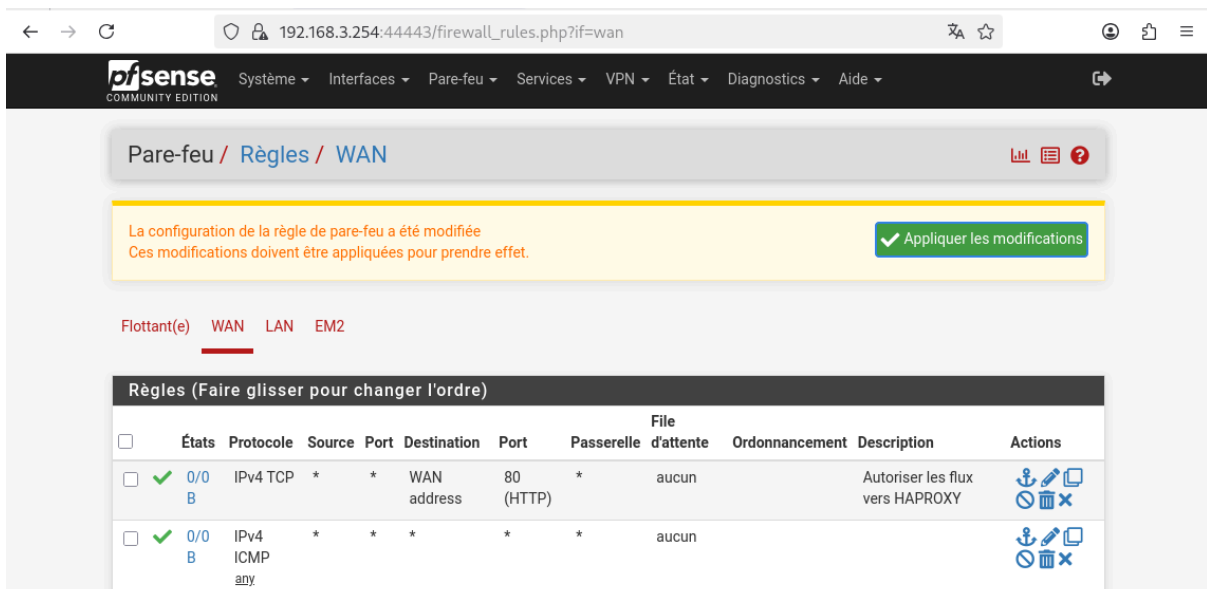 192.168.3.254:44443/firewall_rules.php?if=wan
pfsense
COMMUNITY EDITION
Système Interfaces Pare-feu Services VPN État Diagnostics Aide
Pare-feu / Règles / WAN
La configuration de la règle de pare-feu a été modifiée
Ces modifications doivent être appliquées pour prendre effet.
Appliquer les modifications
Flottant(e) WAN LAN EM2
Règles (Faire glisser pour changer l'ordre)
États Protocole Source Port Destination Port Passerelle File d'attente Ordonnancement Description Actions
0/0 B IPv4 TCP * * WAN address 80 (HTTP) * aucun Autoriser les flux vers HAPROXY
0/0 B IPv4 ICMP any * * * * * aucun